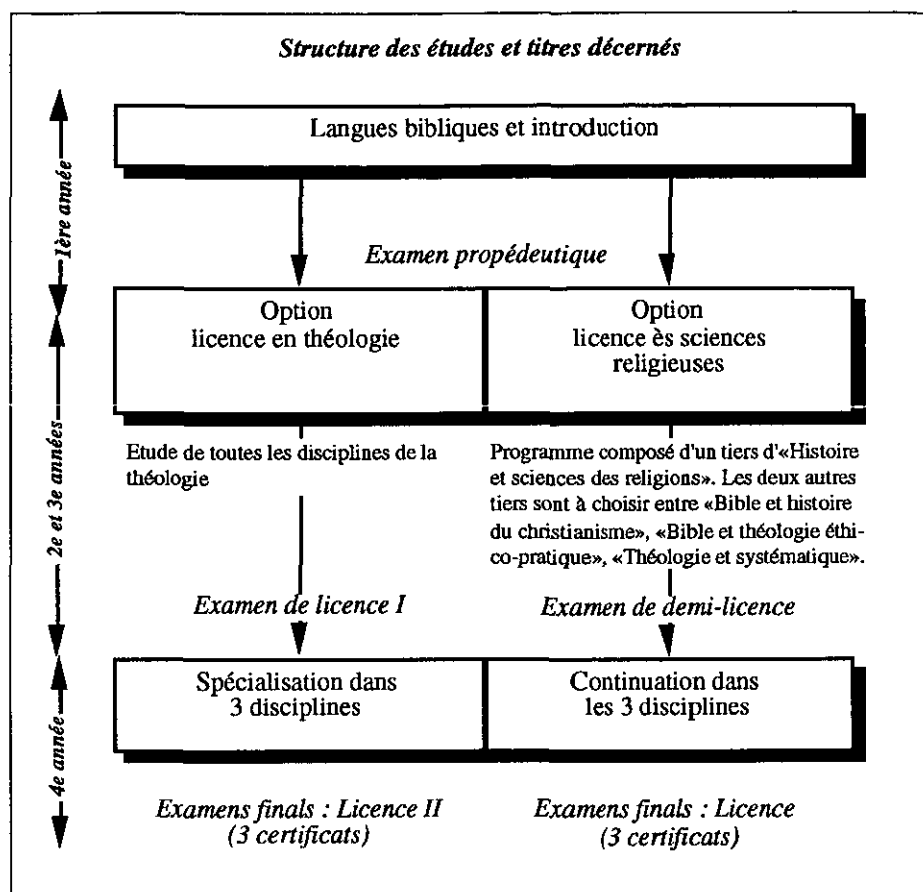 Structure des études et titres décernés
1ère année
Langues bibliques et introduction
Examen propédeutique
2e et 3e années
Option
licence en théologie
Option
licence ès sciences
religieuses
Etude de toutes les disciplines de la
théologie
Programme composé d'un tiers d'«Histoire
et sciences des religions». Les deux autres
tiers sont à choisir entre «Bible et histoire
du christianisme», «Bible et théologie éthi-
co-pratique», «Théologie et systématique».
Examen de licence I
Examen de demi-licence
4e année
Spécialisation dans
3 disciplines
Continuation dans
les 3 disciplines
Examens finals : Licence II
(3 certificats)
Examens finals : Licence
(3 certificats)